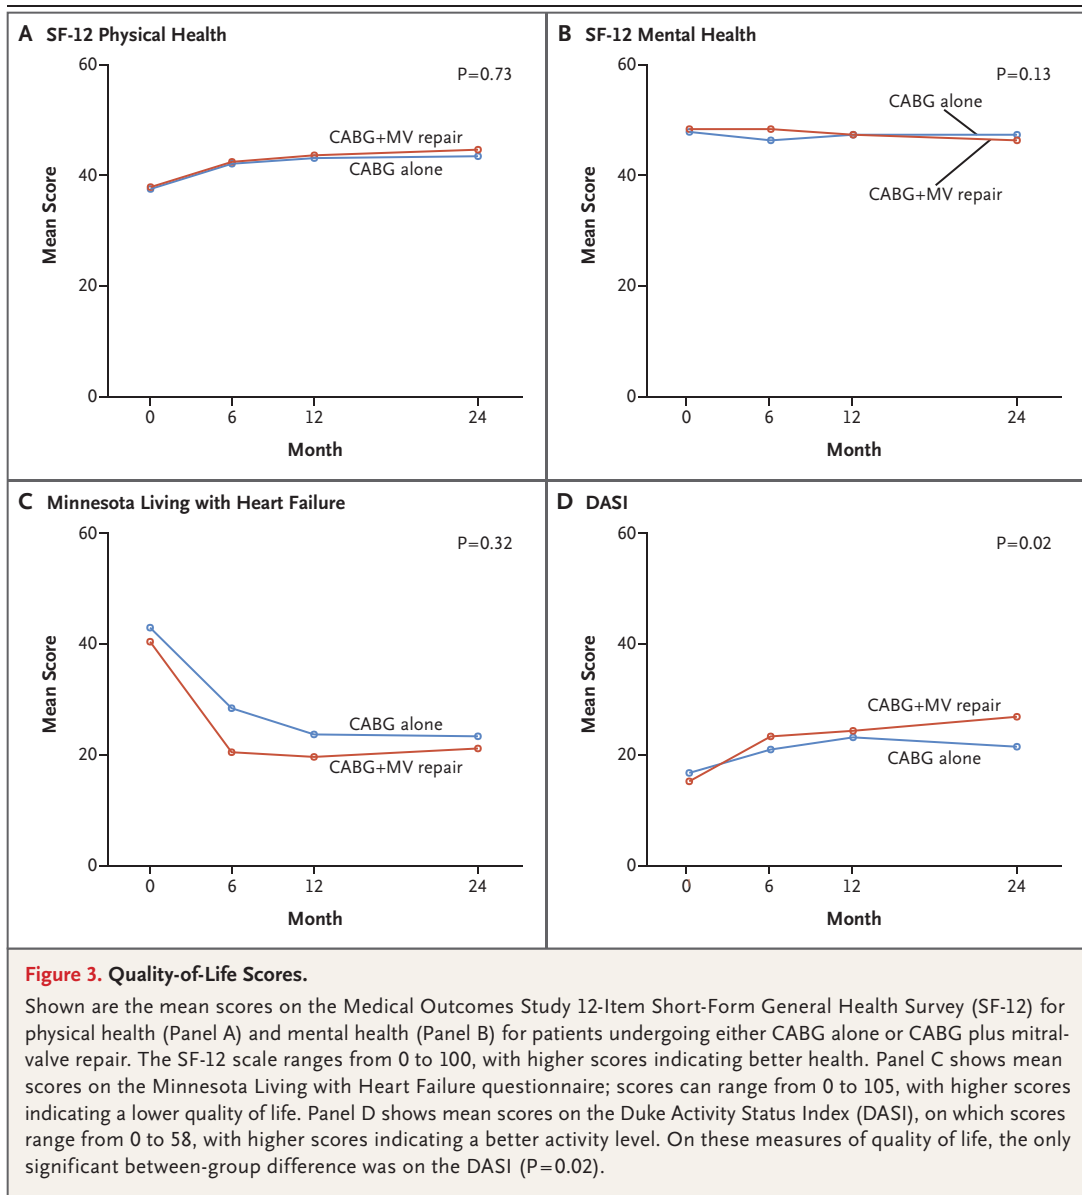 A SF-12 Physical Health
60
40
20
0
Mean Score
P=0.73
CABG+MV repair
CABG alone
0 6 12 24
Month
B SF-12 Mental Health
60
40
20
0
Mean Score
P=0.13
CABG alone
CABG+MV repair
0 6 12 24
Month
C Minnesota Living with Heart Failure
60
40
20
0
Mean Score
P=0.32
CABG alone
CABG+MV repair
0 6 12 24
Month
D DASI
60
40
20
0
Mean Score
P=0.02
CABG+MV repair
CABG alone
0 6 12 24
Month
Figure 3. Quality-of-Life Scores.
Shown are the mean scores on the Medical Outcomes Study 12-Item Short-Form General Health Survey (SF-12) for
physical health (Panel A) and mental health (Panel B) for patients undergoing either CABG alone or CABG plus mitral-
valve repair. The SF-12 scale ranges from 0 to 100, with higher scores indicating better health. Panel C shows mean
scores on the Minnesota Living with Heart Failure questionnaire; scores can range from 0 to 105, with higher scores
indicating a lower quality of life. Panel D shows mean scores on the Duke Activity Status Index (DASI), on which scores
range from 0 to 58, with higher scores indicating a better activity level. On these measures of quality of life, the only
significant between-group difference was on the DASI (P=0.02).